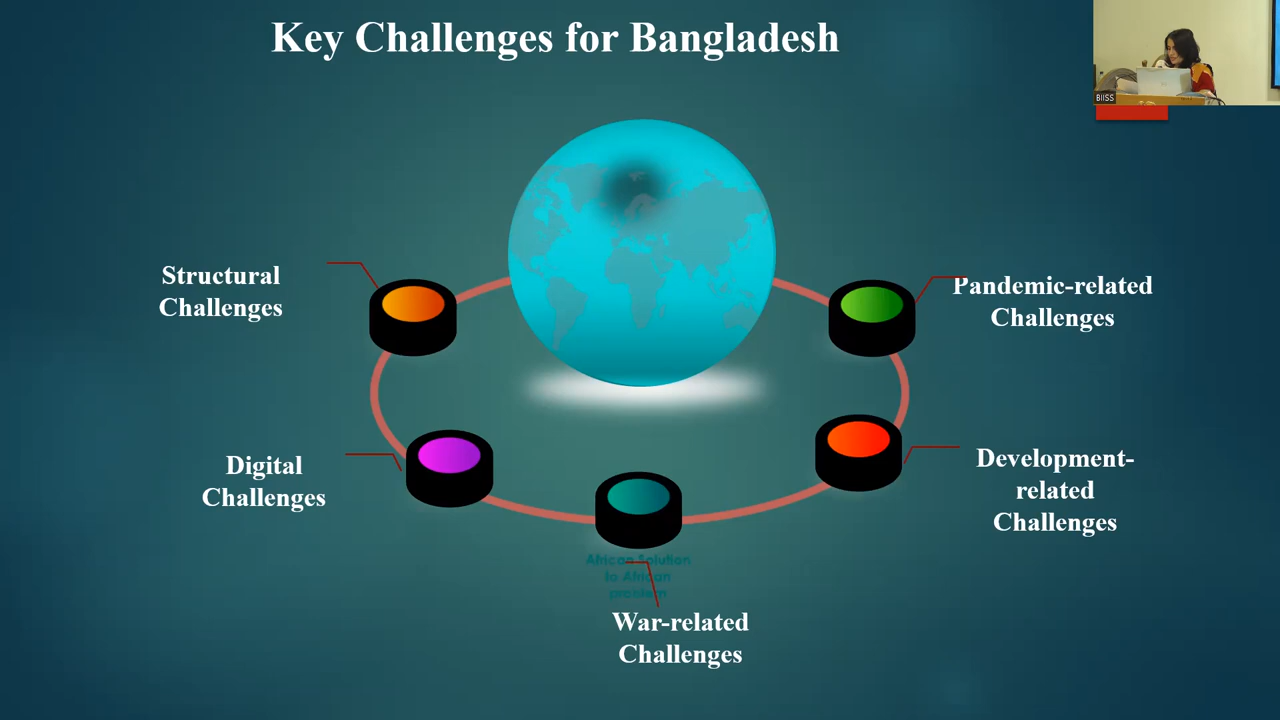 Key Challenges for Bangladesh
BIISS
Structural
Challenges
Pandemic-related
Challenges
Digital
Challenges
Development-
related
Challenges
African Solution
to African
problem
War-related
Challenges